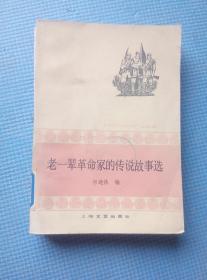 老一辈革命家的传说故事选
编
上海文艺出版社